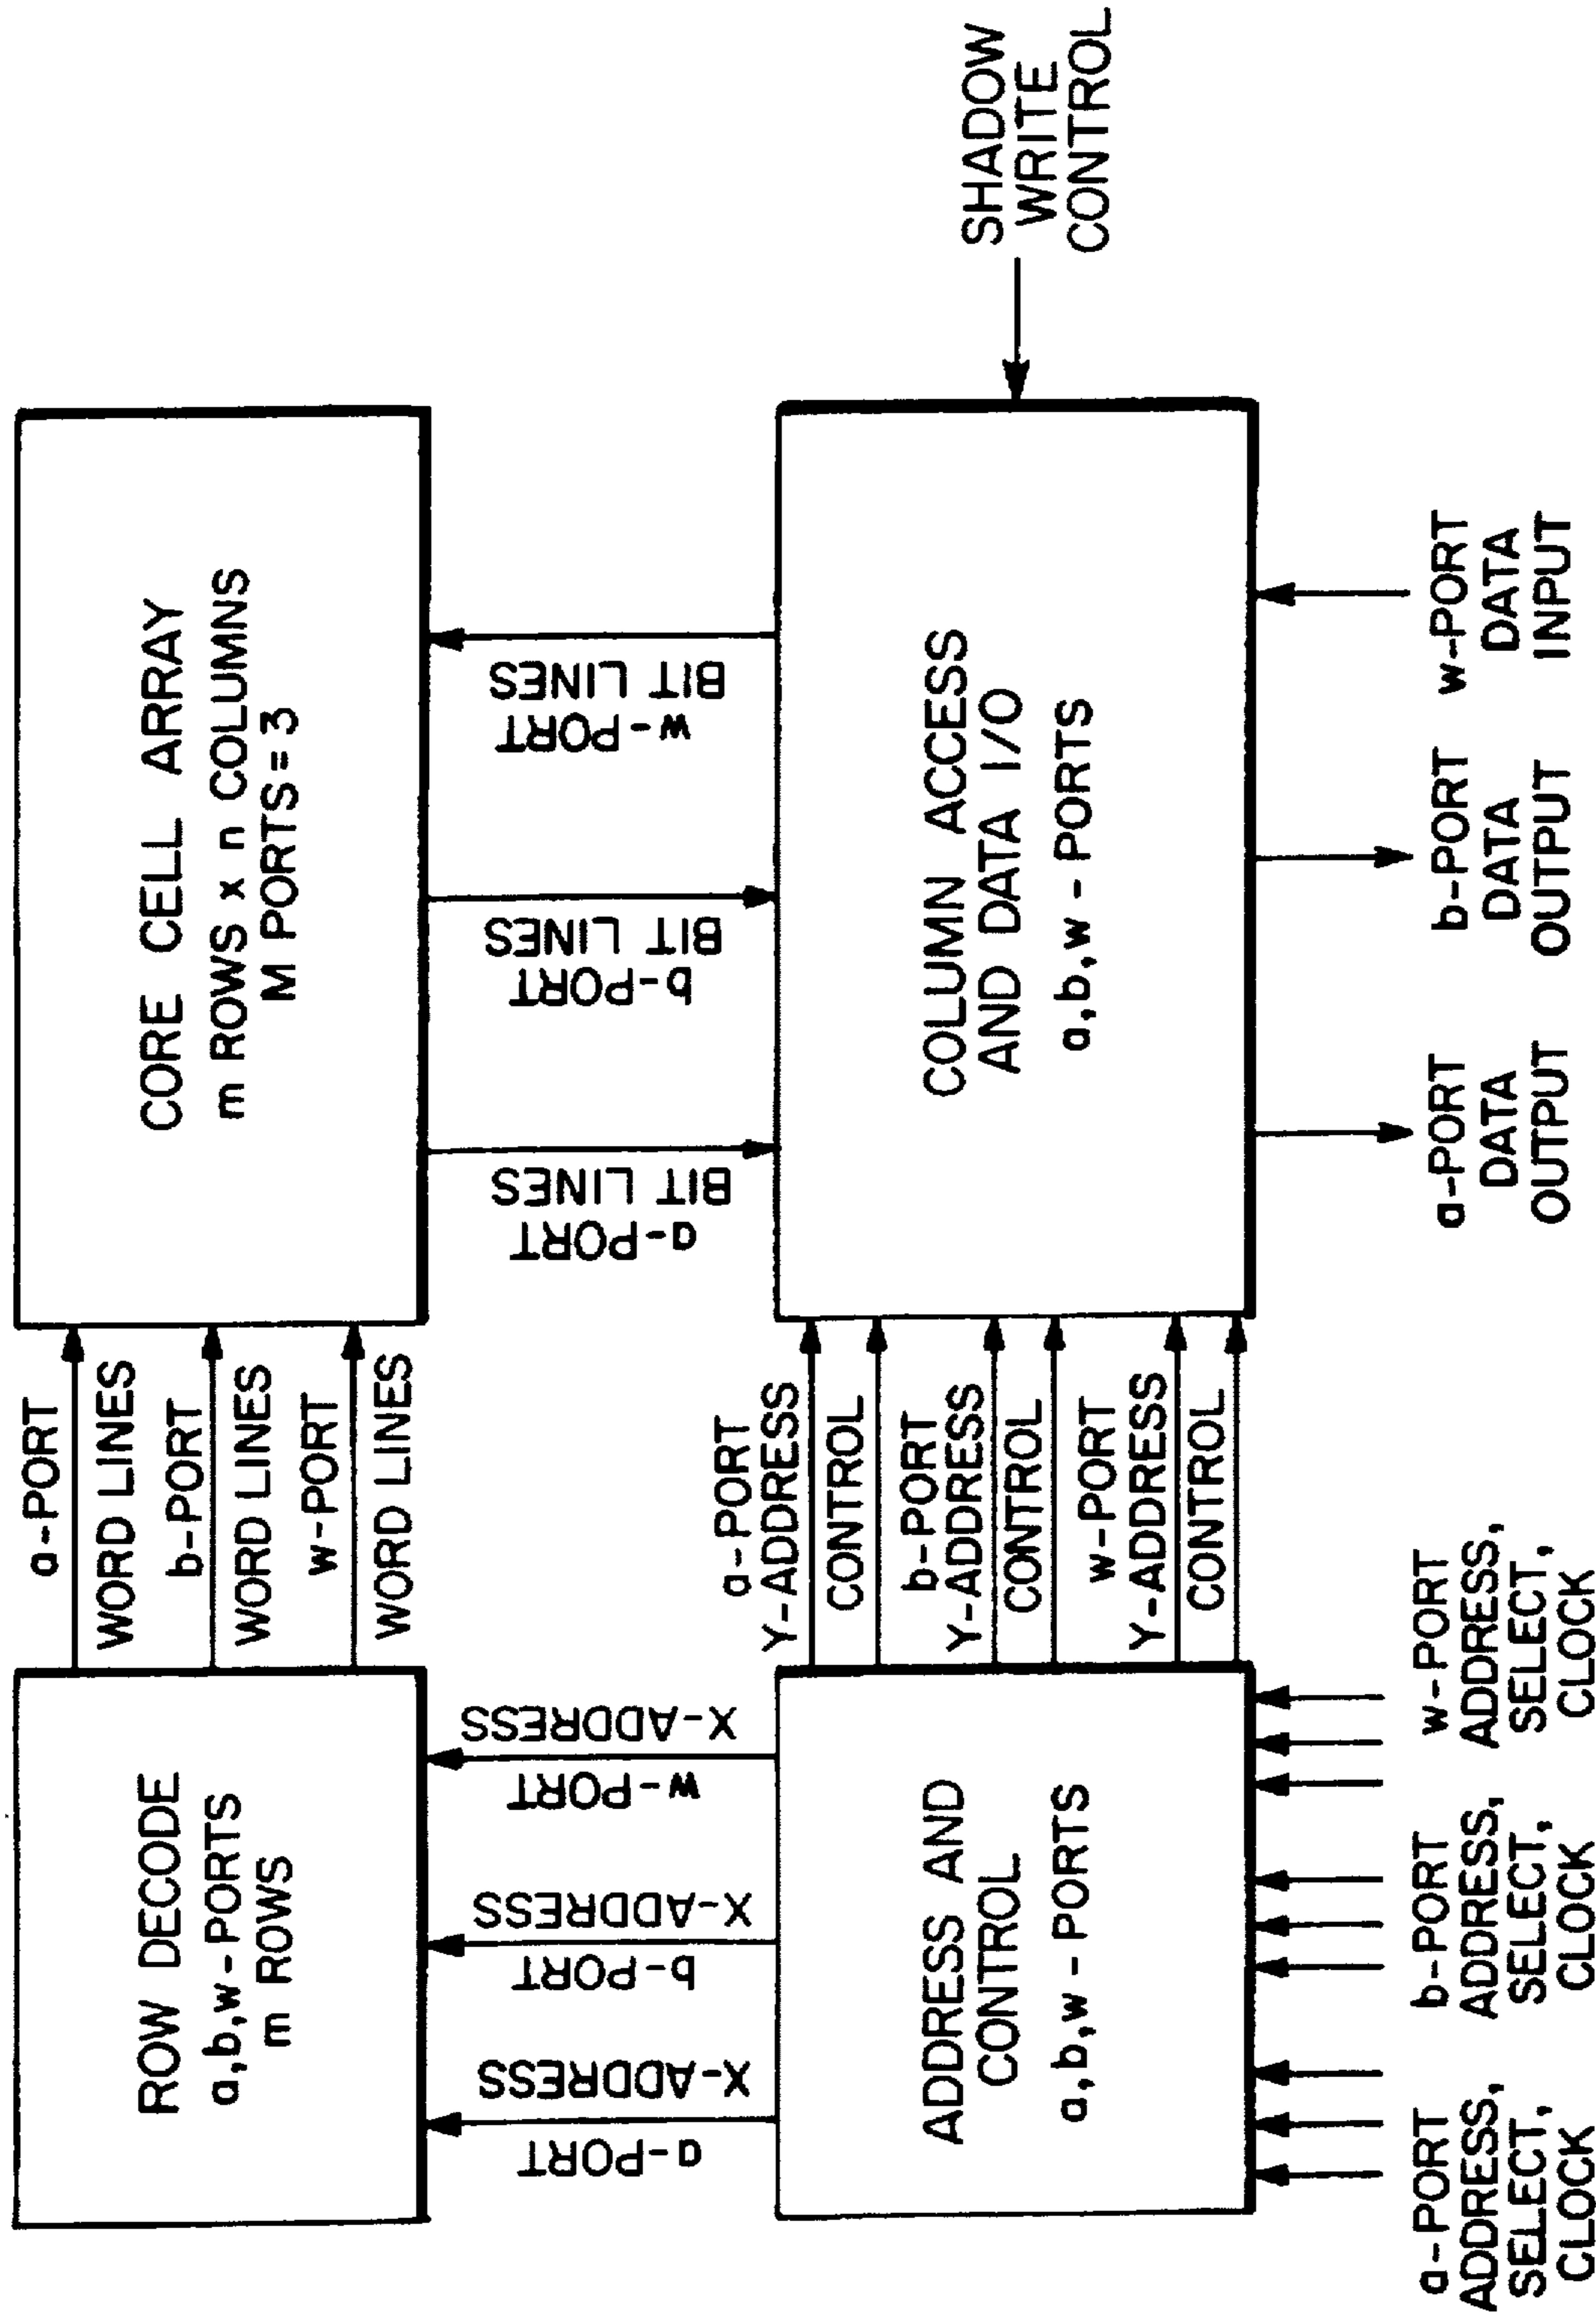 ROW DECODE
a,b,w-PORTS
m ROWS
a-PORT
WORD LINES
b-PORT
WORD LINES
w-PORT
WORD LINES
CORE CELL ARRAY
m ROWS x n COLUMNS
M PORTS=3
a-PORT
X-ADDRESS
b-PORT
X-ADDRESS
w-PORT
X-ADDRESS
a-PORT
BIT LINES
b-PORT
BIT LINES
w-PORT
BIT LINES
ADDRESS AND
CONTROL
a,b,w-PORTS
a-PORT
Y-ADDRESS
CONTROL
b-PORT
Y-ADDRESS
CONTROL
w-PORT
Y-ADDRESS
CONTROL
COLUMN ACCESS
AND DATA I/O
a,b,w-PORTS
SHADOW
WRITE
CONTROL
a-PORT
ADDRESS,
SELECT,
CLOCK
b-PORT
ADDRESS,
SELECT,
CLOCK
w-PORT
ADDRESS,
SELECT,
CLOCK
a-PORT
DATA
OUTPUT
b-PORT
DATA
OUTPUT
w-PORT
DATA
INPUT